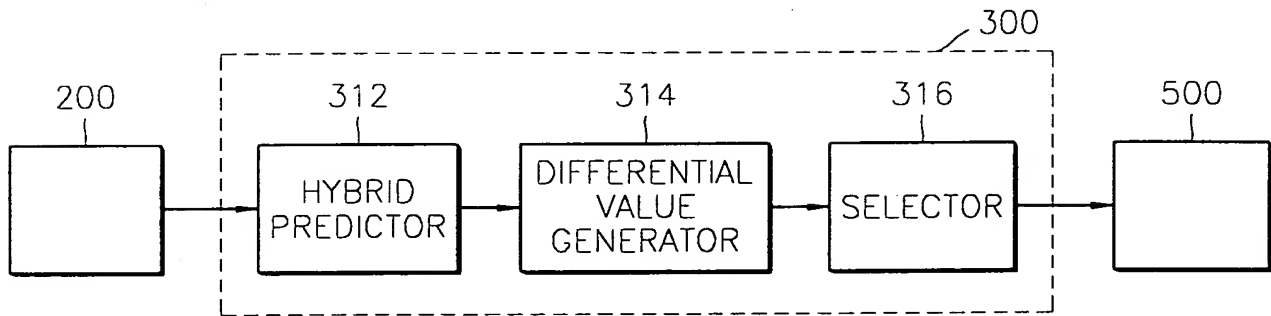 300
200
312
314
316
500
HYBRID
PREDICTOR
DIFFERENTIAL
VALUE
GENERATOR
SELECTOR